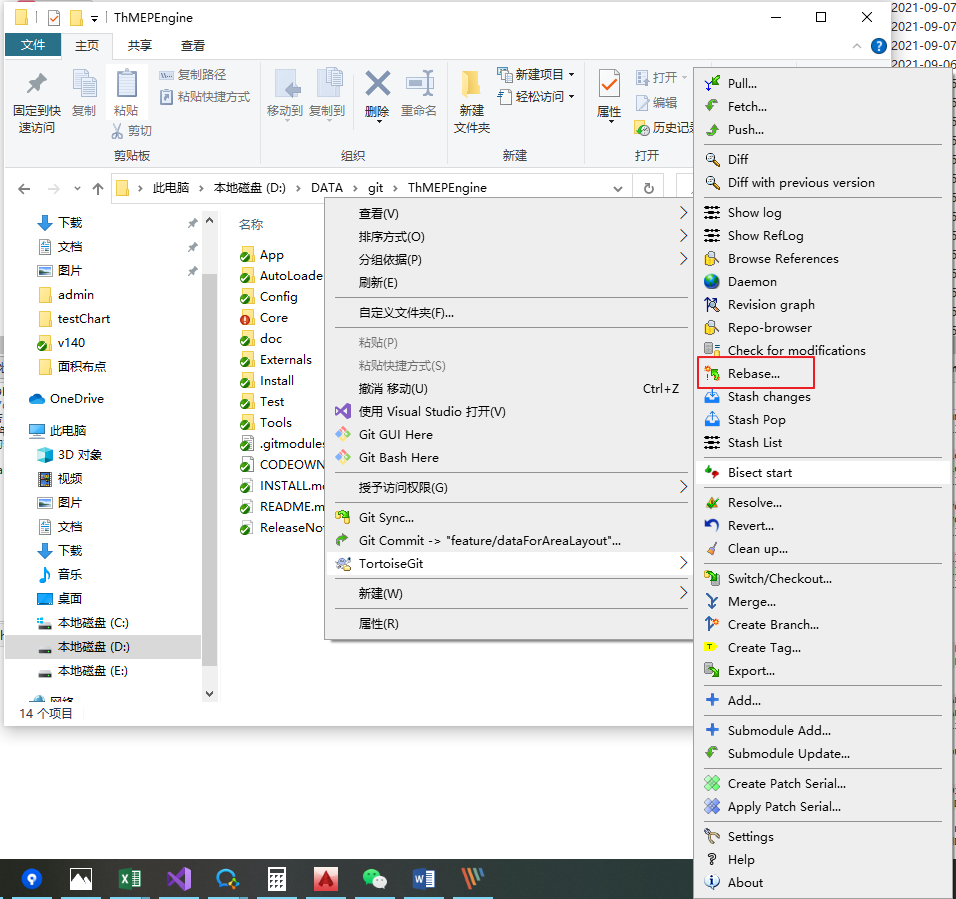 ThMEPEngine
2021-09-07
2021-09-07
2021-09-07
2021-09-06
文件
主页
共享
查看
固定到快
速访问
复制
粘贴
复制路径
粘贴快捷方式
剪切
移动到
复制到
删除
重命名
新建
文件夹
新建项目
轻松访问
属性
打开
编辑
历史记
剪贴板
组织
新建
打开
此电脑
本地磁盘 (D:)
DATA
git
ThMEPEngine
下载
文档
图片
admin
testChart
v140
面积布点
OneDrive
此电脑
3D 对象
视频
图片
文档
下载
音乐
桌面
本地磁盘 (C:)
本地磁盘 (D:)
本地磁盘 (E:)
网络
14 个项目
名称
App
AutoLoade
Config
Core
doc
Externals
Install
Test
Tools
.gitmodules
CODEOWN
INSTALL.m
README.m
ReleaseNo
查看(V)
排序方式(O)
分组依据(P)
刷新(E)
自定义文件夹(F)...
粘贴(P)
粘贴快捷方式(S)
撤消 移动(U)
Ctrl+Z
使用 Visual Studio 打开(V)
Git GUI Here
Git Bash Here
授予访问权限(G)
Git Sync...
Git Commit -> "feature/dataForAreaLayout"...
TortoiseGit
新建(W)
属性(R)
Pull...
Fetch...
Push...
Diff
Diff with previous version
Show log
Show RefLog
Browse References
Daemon
Revision graph
Repo-browser
Check for modifications
Rebase...
Stash changes
Stash Pop
Stash List
Bisect start
Resolve...
Revert...
Clean up...
Switch/Checkout...
Merge...
Create Branch...
Create Tag...
Export...
Add...
Submodule Add...
Submodule Update...
Create Patch Serial...
Apply Patch Serial...
Settings
Help
About